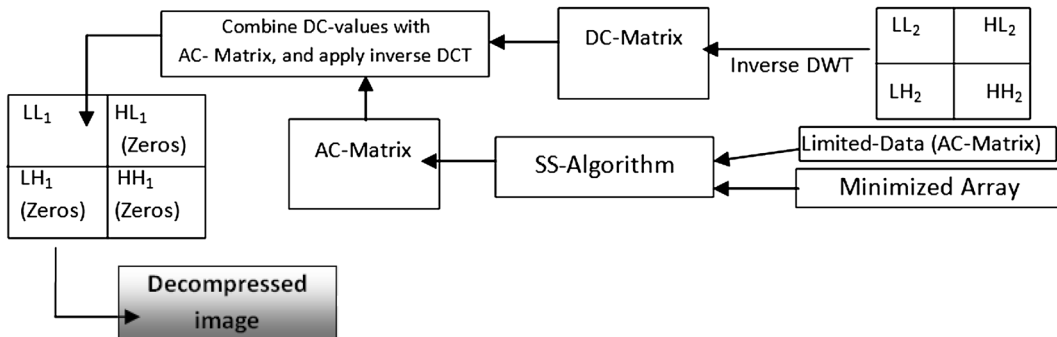 Combine DC-values with
AC- Matrix, and apply inverse DCT
DC-Matrix
Inverse DWT
LL₂ HL₂
LH₂ HH₂
LL₁ HL₁
(Zeros)
LH₁ HH₁
(Zeros) (Zeros)
AC-Matrix
SS-Algorithm
Limited-Data (AC-Matrix)
Minimized Array
Decompressed
image